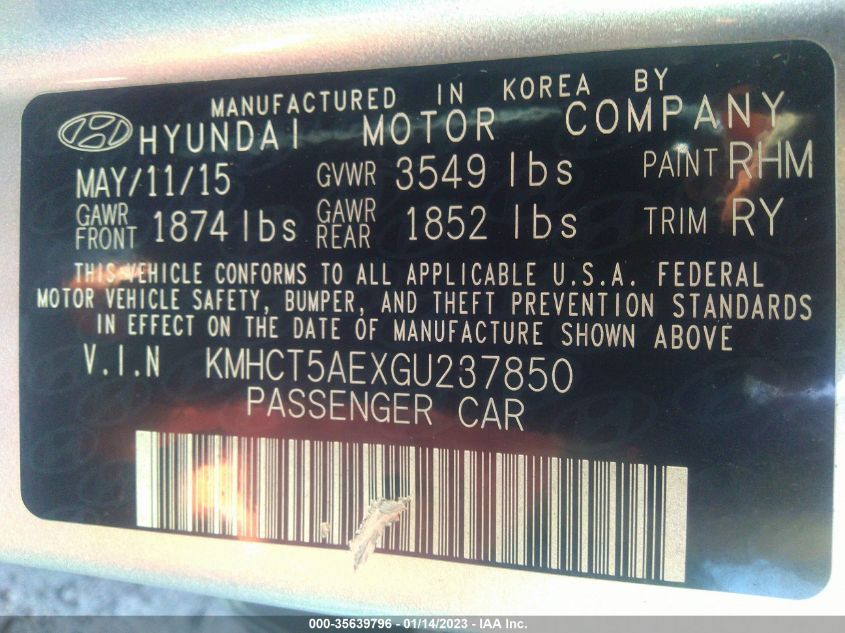 MANUFACTURED IN KOREA BY
HYUNDAI MOTOR COMPANY
MAY/11/15 GVWR 3549 lbs PAINT RHM
GAWR FRONT 1874 lbs GAWR REAR 1852 lbs TRIM RY
THIS VEHICLE CONFORMS TO ALL APPLICABLE U.S.A. FEDERAL
MOTOR VEHICLE SAFETY, BUMPER, AND THEFT PREVENTION STANDARDS
IN EFFECT ON THE DATE OF MANUFACTURE SHOWN ABOVE
V.I.N KMHCT5AEXGU237850
PASSENGER CAR
000-35639796 - 01/14/2023 - IAA Inc.